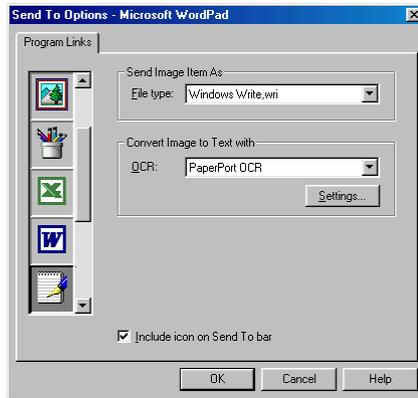 Send To Options - Microsoft WordPad
Program Links
Send Image Item As
File type: Windows Write,wri
Convert Image to Text with
OCR: PaperPort OCR
Settings...
Include icon on Send To bar
OK Cancel Help